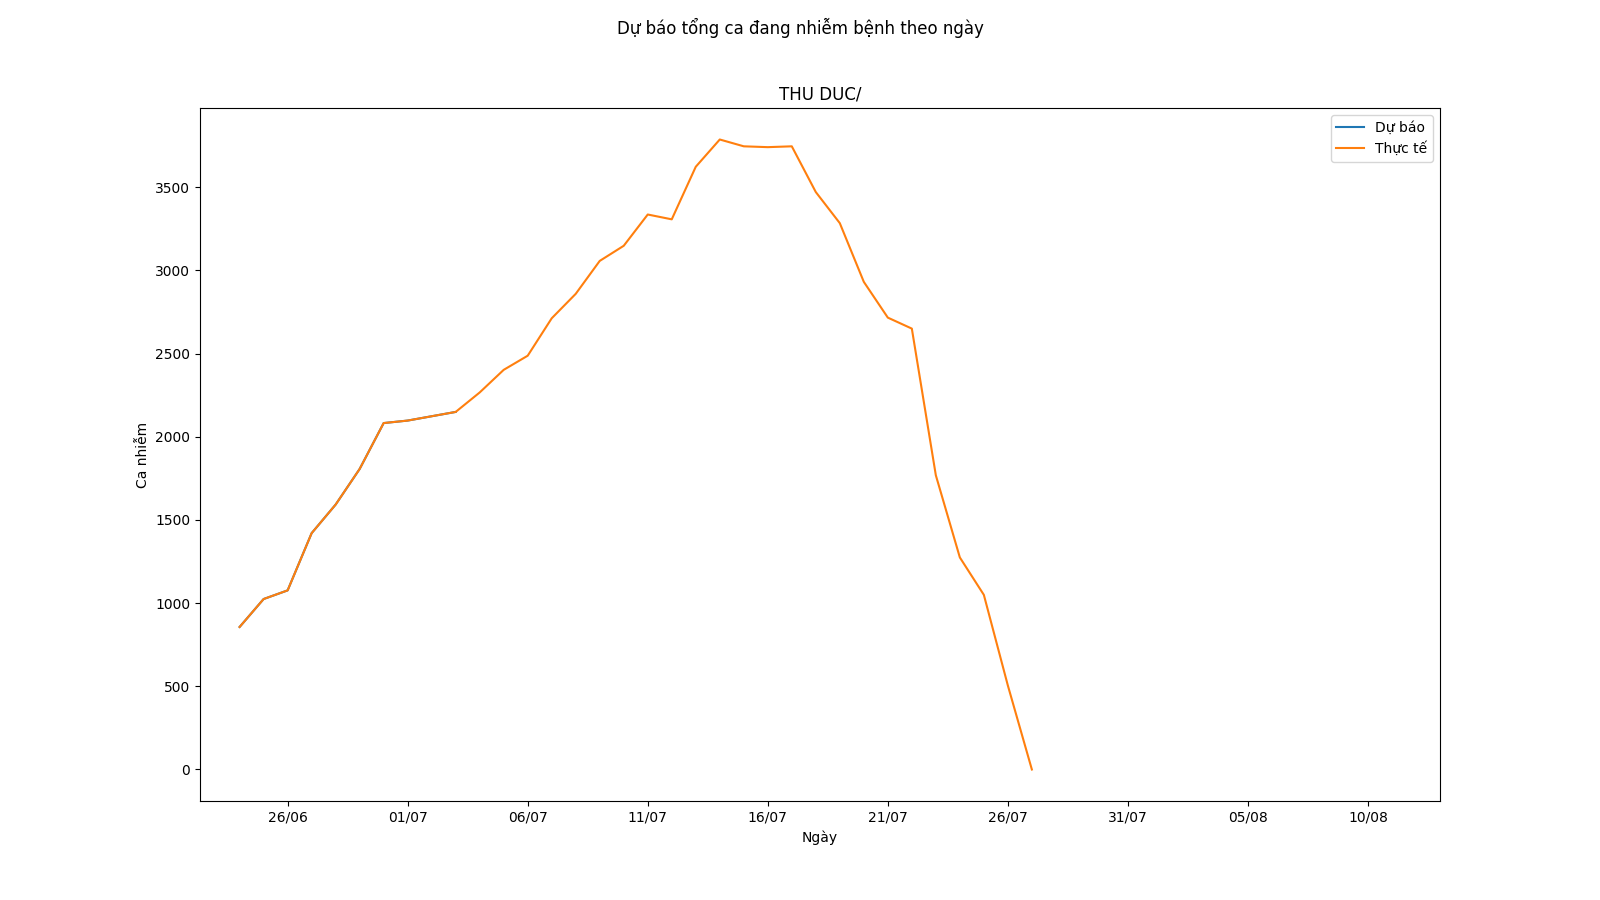 Dự báo tổng ca đang nhiễm bệnh theo ngày
THU DUC/
Dự báo
Thực tế
Ca nhiễm
3500
3000
2500
2000
1500
1000
500
0
26/06 01/07 06/07 11/07 16/07 21/07 26/07 31/07 05/08 10/08
Ngày